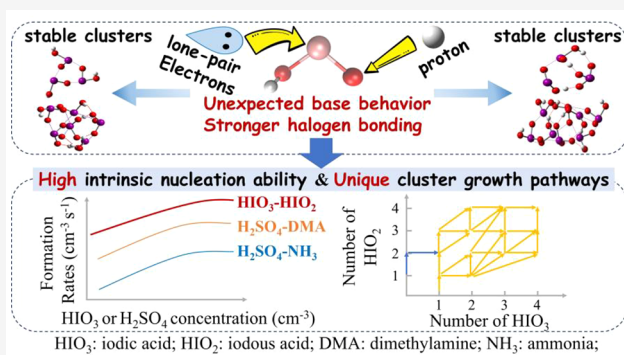 stable clusters
lone-pair
Electrons
proton
stable clusters
Unexpected base behavior
Stronger halogen bonding
High intrinsic nucleation ability & Unique cluster growth pathways
Formation
Rates (cm⁻³ s⁻¹)
HIO₃-HIO₂
H₂SO₄-DMA
H₂SO₄-NH₃
HIO₃ or H₂SO₄ concentration (cm⁻³)
Number of
HIO₂
4
3
2
1
1 2 3 4
Number of HIO₃
HIO₃: iodic acid; HIO₂: iodous acid; DMA: dimethylamine; NH₃: ammonia;